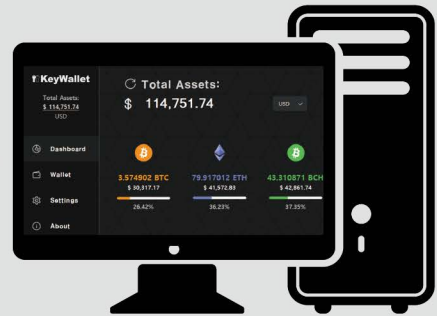 KeyWallet
Total Assets:
$ 114,751.74
USD
Dashboard
Wallet
Settings
About
Total Assets:
$ 114,751.74
USD
3.574902 BTC
$ 30,317.17
26.42%
79.917012 ETH
$ 41,572.83
36.23%
43.310871 BCH
$ 42,861.74
37.35%